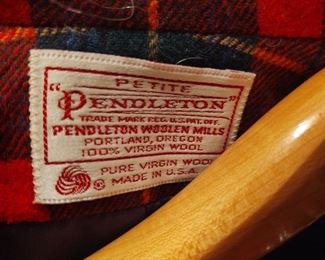 PETITE
"PENDLETON"
TRADE MARK REG. U.S. PAT. OFF.
PENDLETON WOOLEN MILLS
PORTLAND, OREGON
100% VIRGIN WOOL
PURE VIRGIN WOOL
® MADE IN U.S.A.